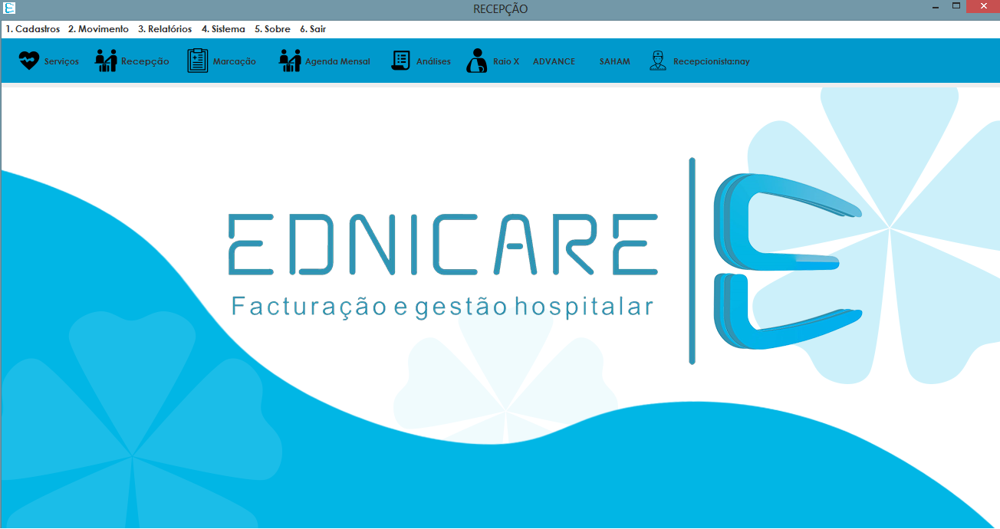 RECEPÇÃO
1. Cadastros 2. Movimento 3. Relatórios 4. Sistema 5. Sobre 6. Sair
Serviços Recepção Marcação Agenda Mensal Análises Raio X ADVANCE SAHAM Recepcionista:nay
EDNICARE
Facturação e gestão hospitalar